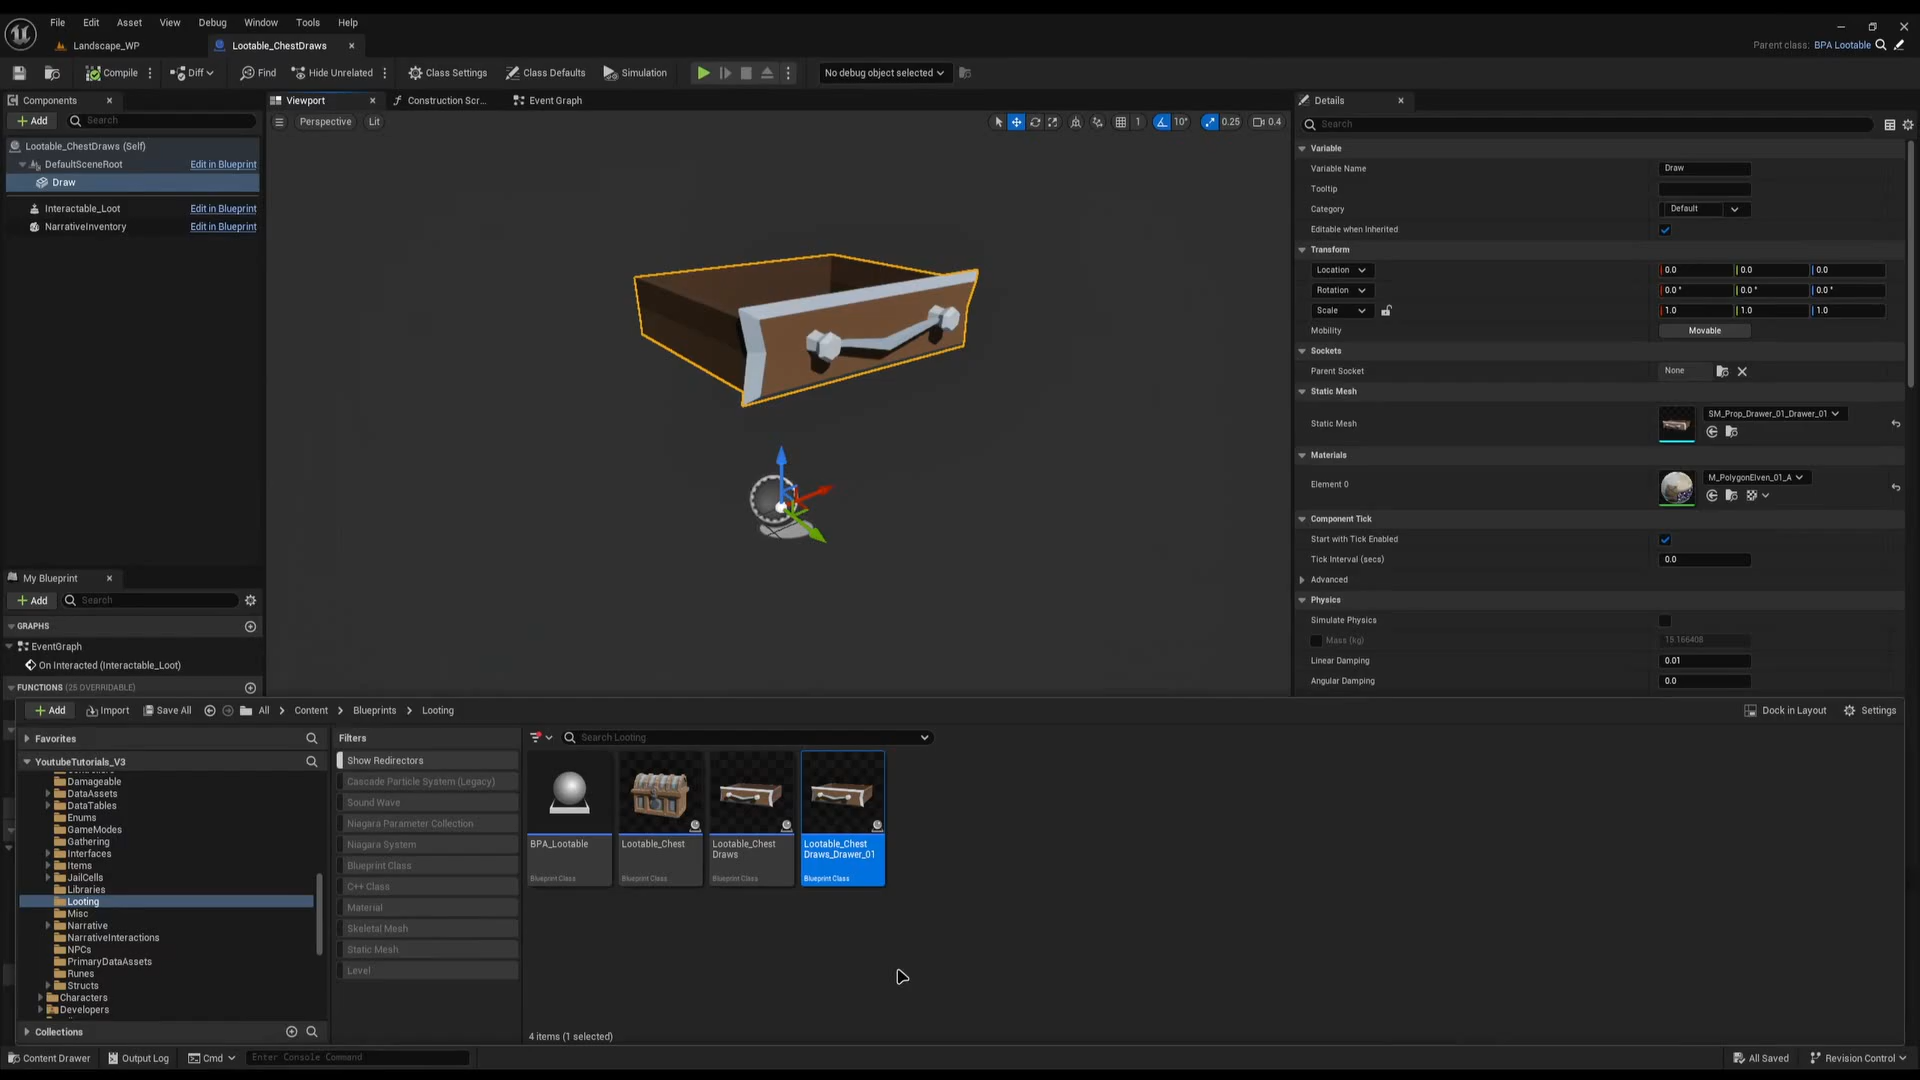 File Edit Asset View Debug Window Tools Help
Landscape_WP Lootable_ChestDraws
Parent class: BPA Lootable
Compile Diff Find Hide Unrelated Class Settings Class Defaults Simulation No debug object selected
Components
Viewport Construction Scr... Event Graph
Details
Add Search
Perspective Lit
1 10° 0.25 0.4
Search
Lootable_ChestDraws (Self)
DefaultSceneRoot Edit in Blueprint
Draw
Interactable_Loot Edit in Blueprint
NarrativeInventory Edit in Blueprint
Variable
Variable Name Draw
Tooltip
Category Default
Editable when Inherited
Transform
Location 0.0 0.0 0.0
Rotation 0.0° 0.0° 0.0°
Scale 1.0 1.0 1.0
Mobility Movable
Sockets
Parent Socket None
Static Mesh
SM_Prop_Drawer_01_Drawer_01
Static Mesh
Materials
M_PolygonElven_01_A
Element 0
Component Tick
Start with Tick Enabled
Tick Interval (secs) 0.0
Advanced
Physics
Simulate Physics
Mass (kg) 15.166408
Linear Damping 0.01
Angular Damping 0.0
My Blueprint
Add Search
GRAPHS
EventGraph
On Interacted (Interactable_Loot)
FUNCTIONS (25 OVERRIDABLE)
Add Import Save All All Content Blueprints Looting
Dock in Layout Settings
Favorites
YoutubeTutorials_V3
Damageable
DataAssets
DataTables
Enums
GameModes
Gathering
Interfaces
Items
JailCells
Libraries
Looting
Misc
Narrative
NarrativeInteractions
NPCs
PrimaryDataAssets
Runes
Structs
Characters
Developers
Collections
Filters
Show Redirectors
Cascade Particle System (Legacy)
Sound Wave
Niagara Parameter Collection
Niagara System
Blueprint Class
C++ Class
Material
Skeletal Mesh
Static Mesh
Level
Search Looting
BPA_Lootable
Blueprint Class
Lootable_Chest
Blueprint Class
Lootable_Chest
Draws
Blueprint Class
Lootable_Chest
Draws_Drawer_01
Blueprint Class
4 items (1 selected)
Content Drawer Output Log Cmd Enter Console Command
All Saved Revision Control